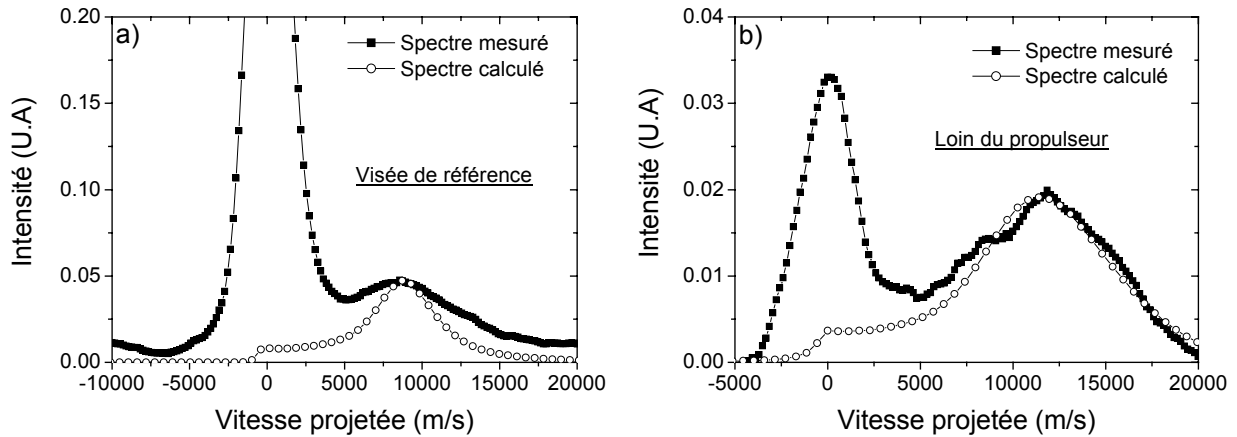 a)
Spectre mesuré
Spectre calculé
Visée de référence
Intensité (U.A)
0.20
0.15
0.10
0.05
0.00
-10000 -5000 0 5000 10000 15000 20000
Vitesse projetée (m/s)
b)
Spectre mesuré
Spectre calculé
Loin du propulseur
Intensité (U.A)
0.04
0.03
0.02
0.01
0.00
-5000 0 5000 10000 15000 20000
Vitesse projetée (m/s)